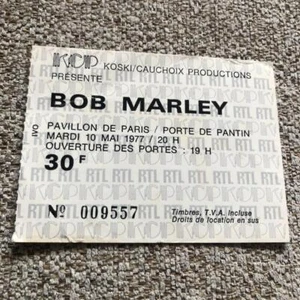 KCP KOSKI/CAUCHOIX PRODUCTIONS
PRÉSENTE
BOB MARLEY
PAVILLON DE PARIS / PORTE DE PANTIN
MARDI 10 MAI 1977 / 20 H
OUVERTURE DES PORTES : 19 H
30 F
Nº 009557
Timbres, T.V.A. incluse
Droits de location en sus
RTL